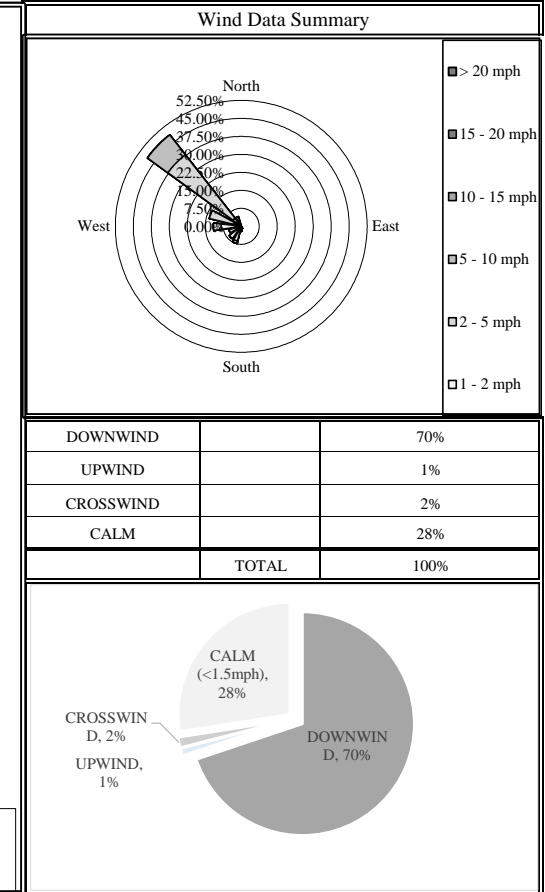 Wind Data Summary
North
52.50%
45.00%
37.50%
30.00%
22.50%
15.00%
7.50%
0.00%
West
East
South
> 20 mph
15 - 20 mph
10 - 15 mph
5 - 10 mph
2 - 5 mph
1 - 2 mph
DOWNWIND 70%
UPWIND 1%
CROSSWIND 2%
CALM 28%
TOTAL 100%
CALM
(<1.5mph),
28%
CROSSWIN
D, 2%
UPWIND,
1%
DOWNWIN
D, 70%